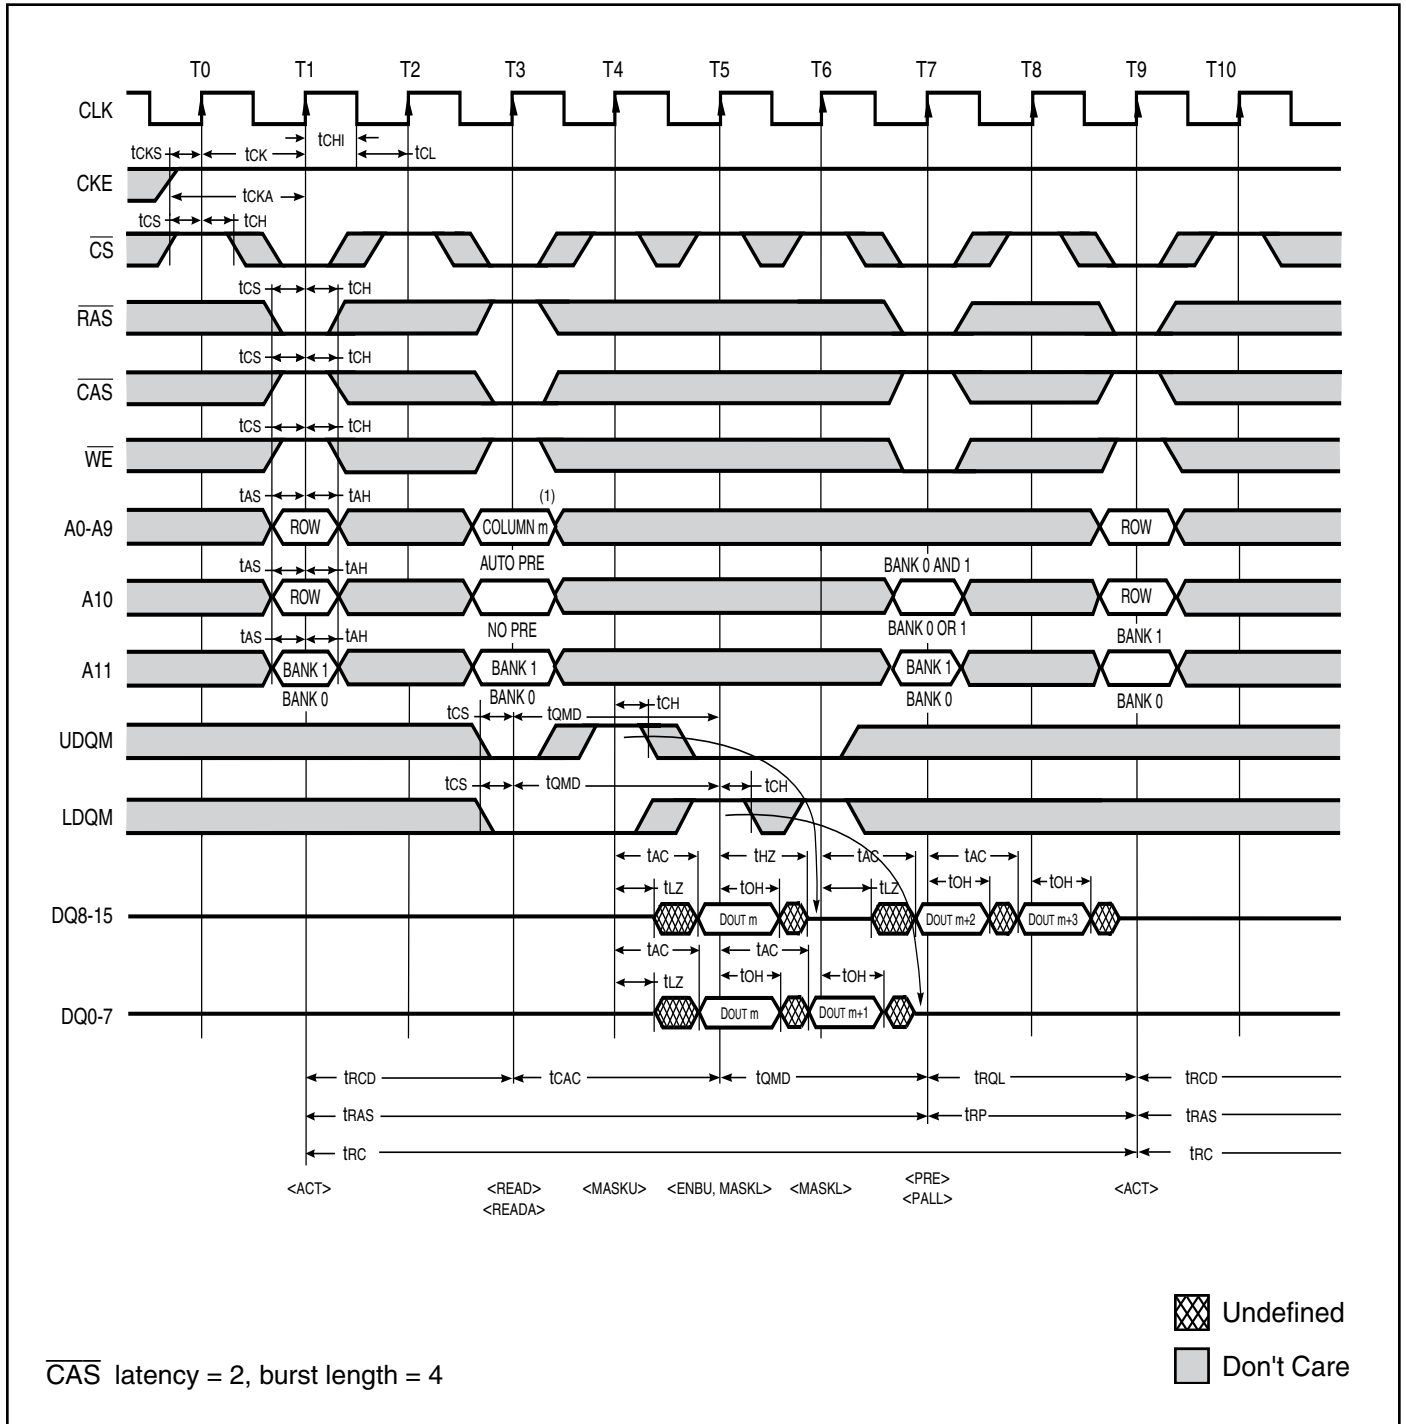 T0 T1 T2 T3 T4 T5 T6 T7 T8 T9 T10
CLK
tCHI
tCKS tCK tCL
CKE
tCKA
tCS tCH
CS
tCS tCH
RAS
tCS tCH
CAS
tCS tCH
WE
tAS tAH (1)
A0-A9 ROW COLUMN m ROW
tAS tAH AUTO PRE BANK 0 AND 1
A10 ROW ROW
tAS tAH NO PRE BANK 0 OR 1 BANK 1
A11 BANK 1 BANK 1 BANK 1
BANK 0 BANK 0 BANK 0 BANK 0
tCS tQMD tCH
UDQM
tCS tQMD tCH
LDQM
tAC tHZ tAC tAC
tLZ tOH tLZ tOH tOH
DQ8-15 DOUT m DOUT m+2 DOUT m+3
tAC tAC
tLZ tOH tOH
DQ0-7 DOUT m DOUT m+1
tRCD tCAC tQMD tRQL tRCD
tRAS tRP tRAS
tRC tRC
<ACT> <READ> <MASKU> <ENBU, MASKL> <MASKL> <PRE> <ACT>
<READA> <PALL>
Undefined
Don't Care
CAS latency = 2, burst length = 4